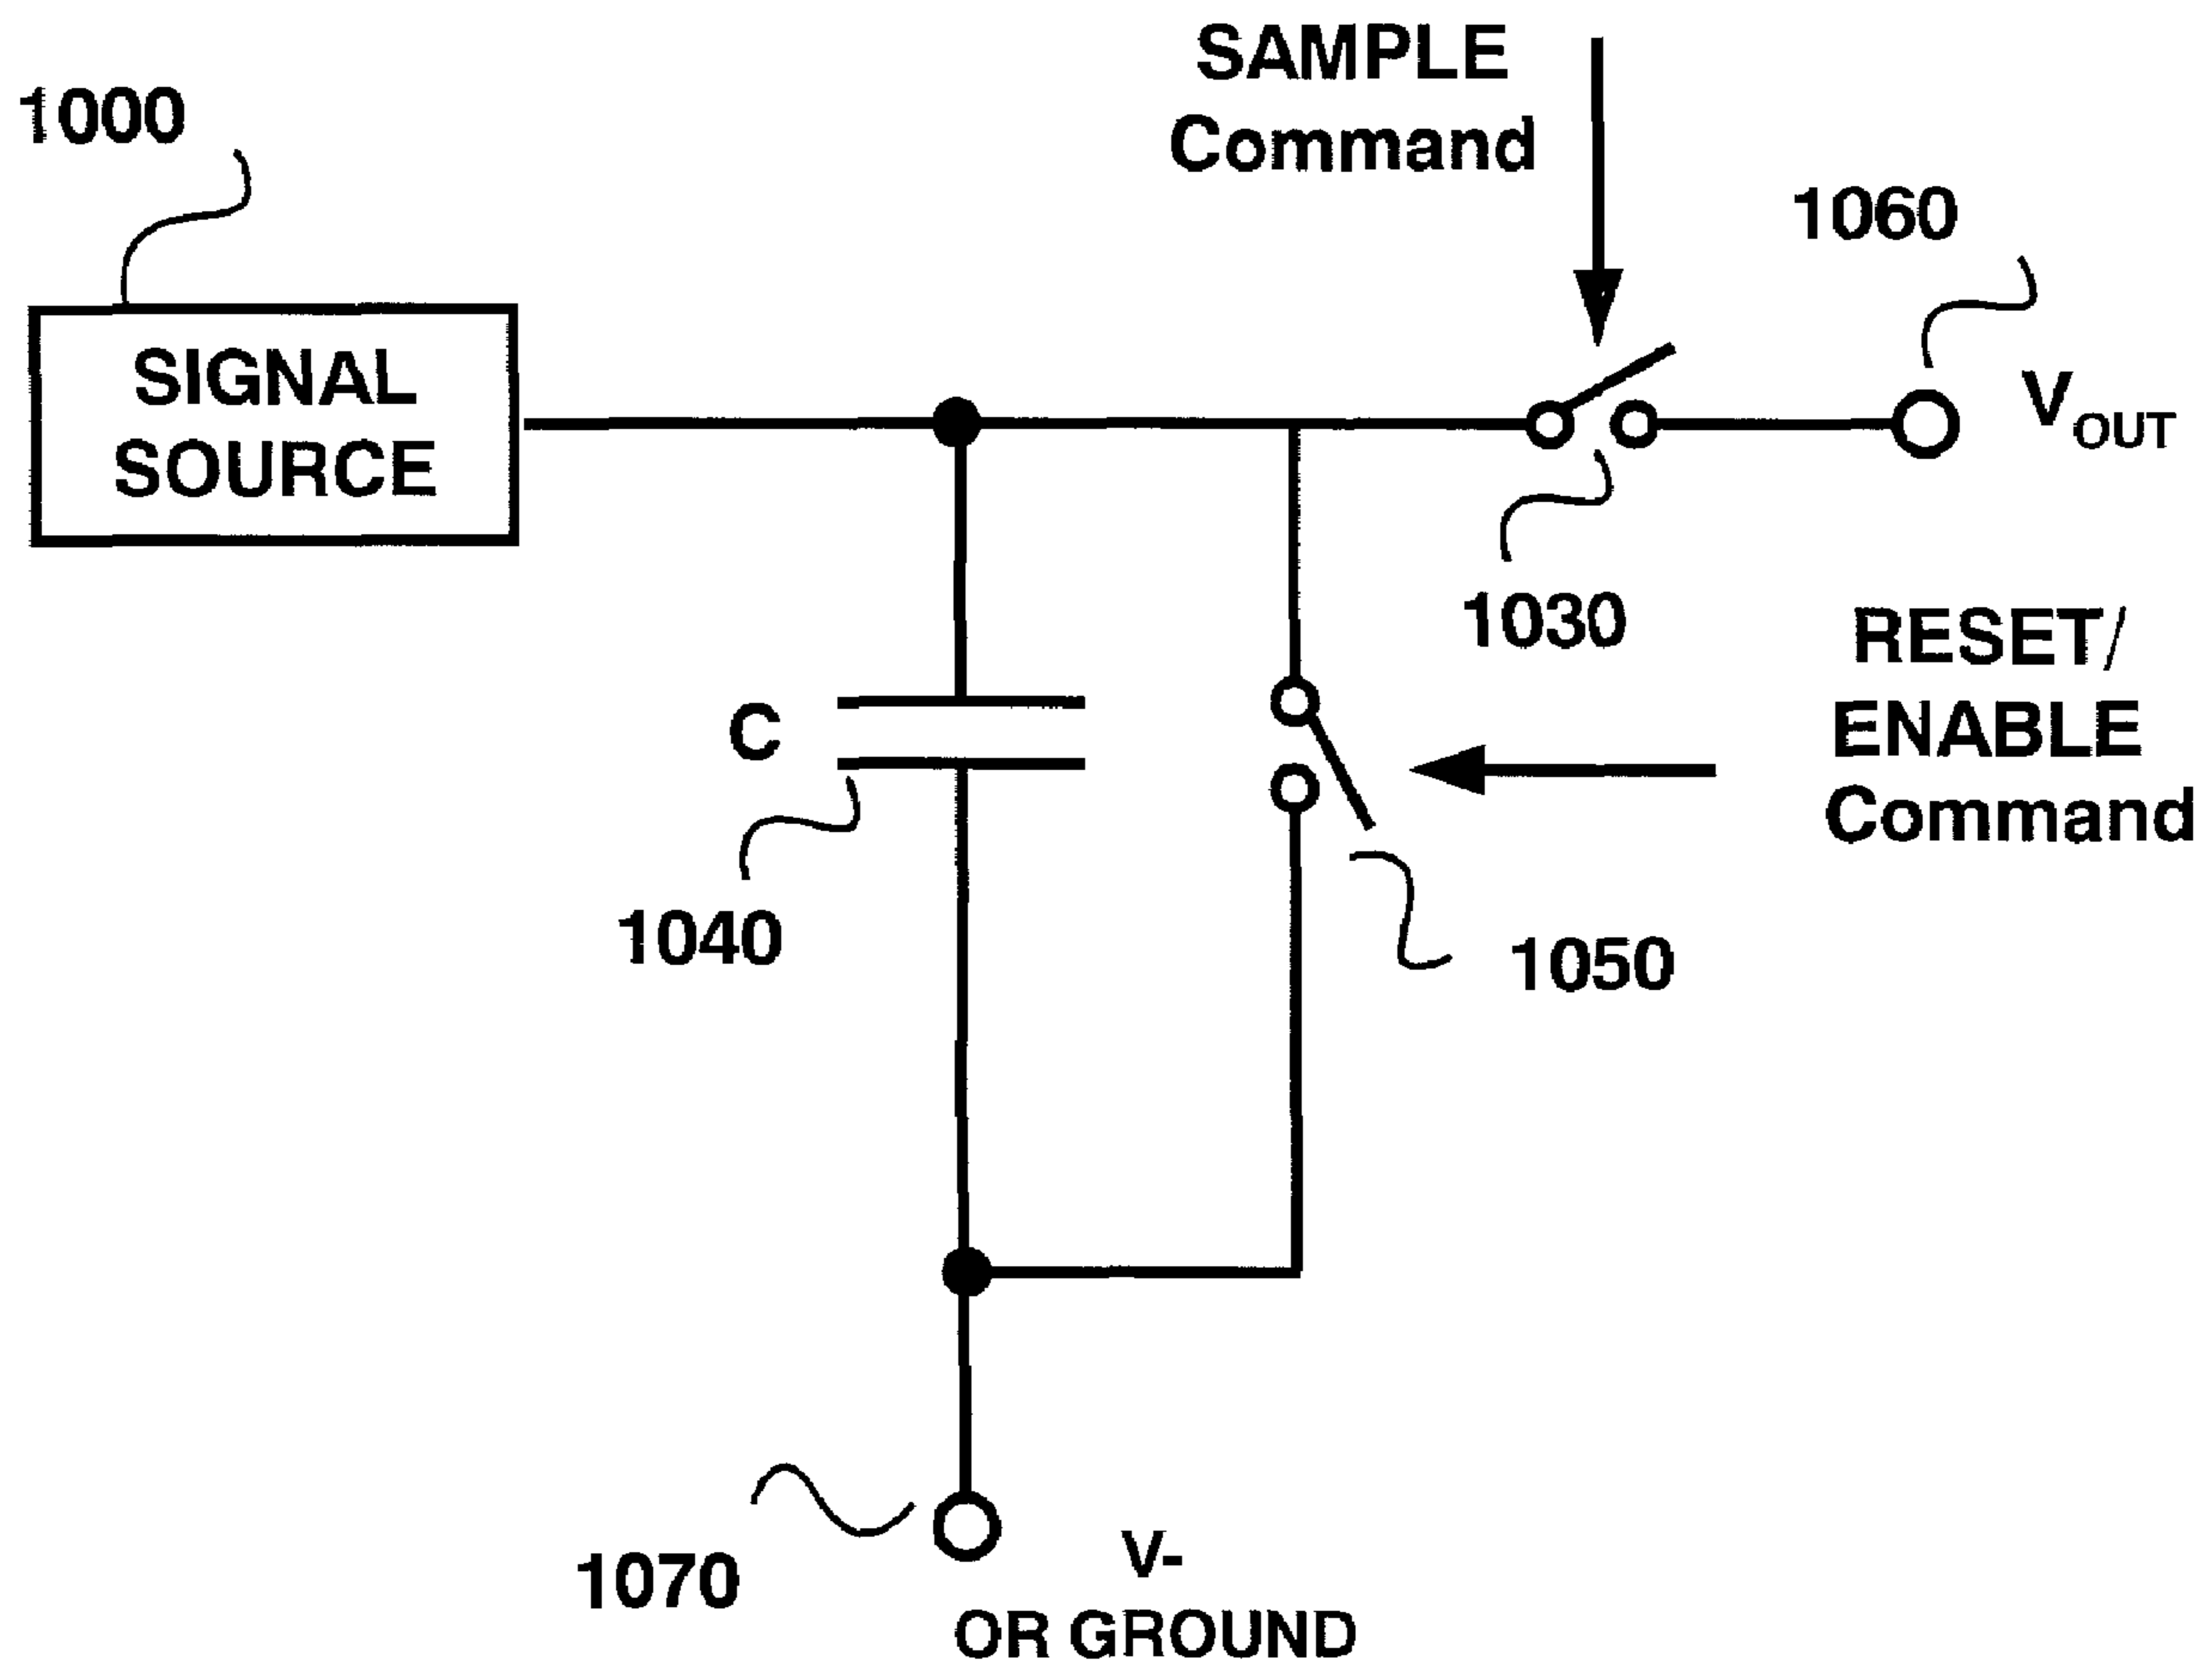 SAMPLE
Command
1000
1060
SIGNAL
SOURCE
VOUT
1030
RESET/
ENABLE
Command
C
1040
1050
1070
V-
OR GROUND